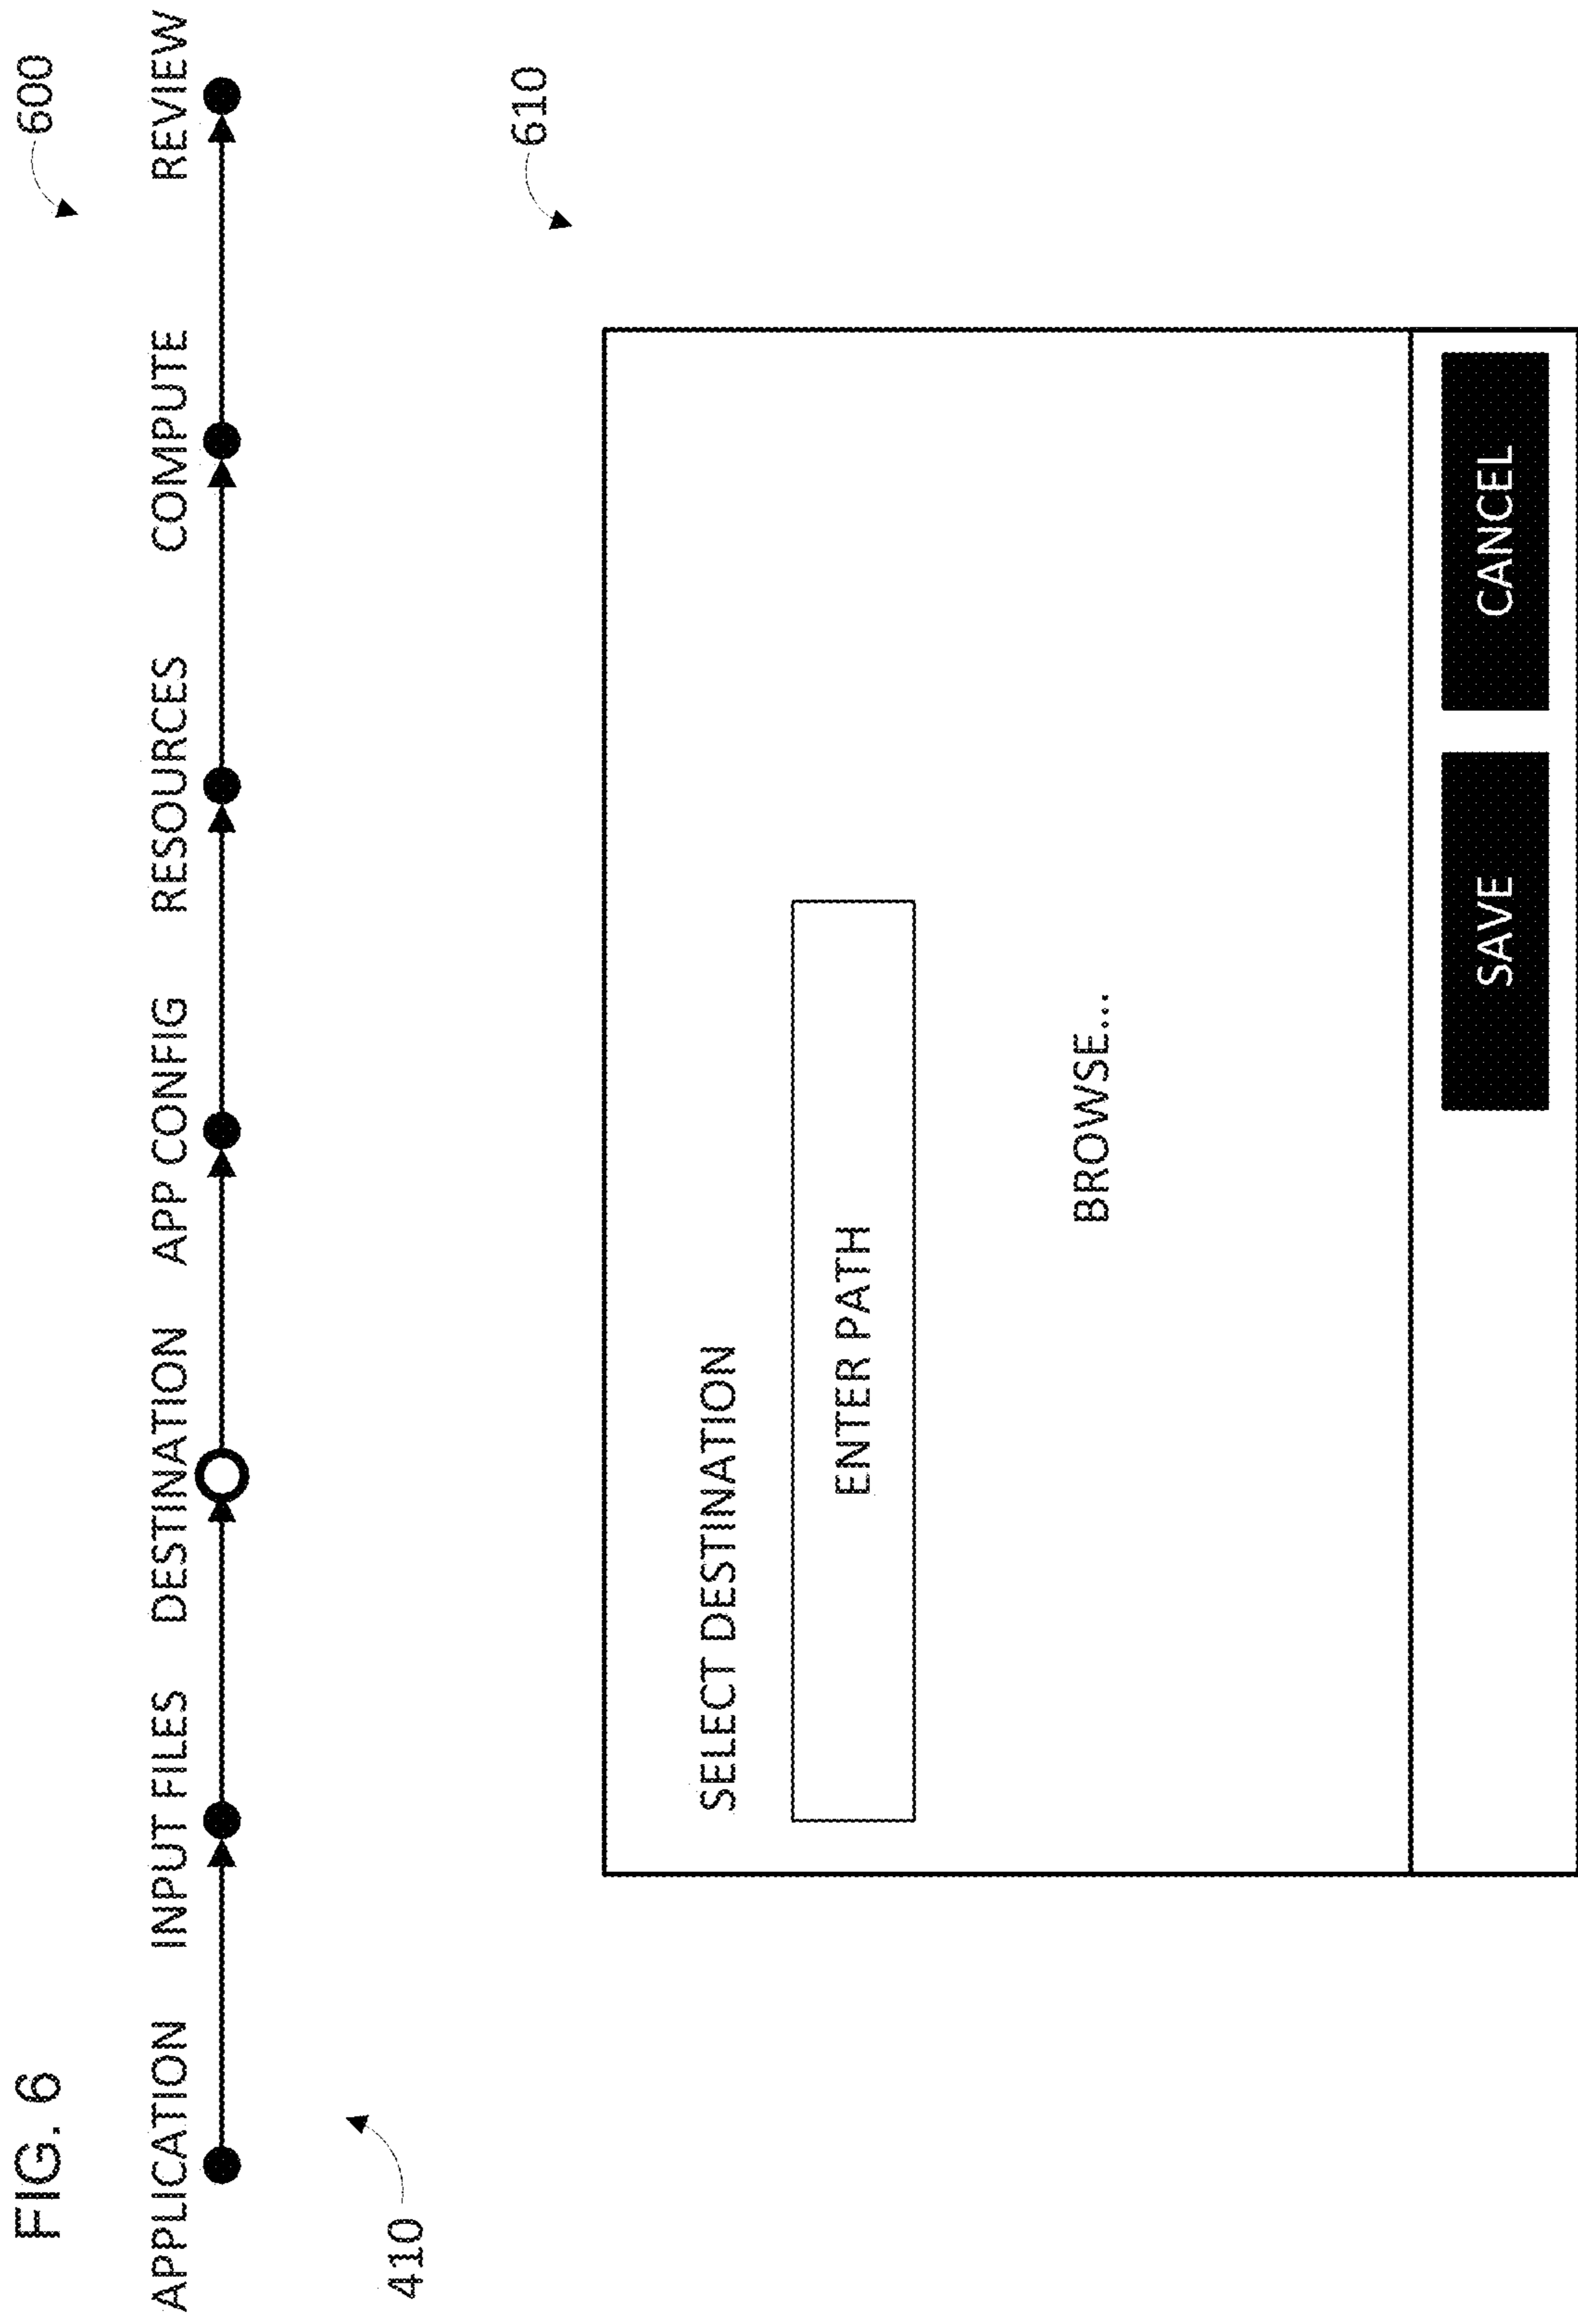 FIG. 6
600
APPLICATION INPUT FILES DESTINATION APP CONFIG RESOURCES COMPUTE REVIEW
410
610
SELECT DESTINATION
ENTER PATH
BROWSE...
SAVE CANCEL